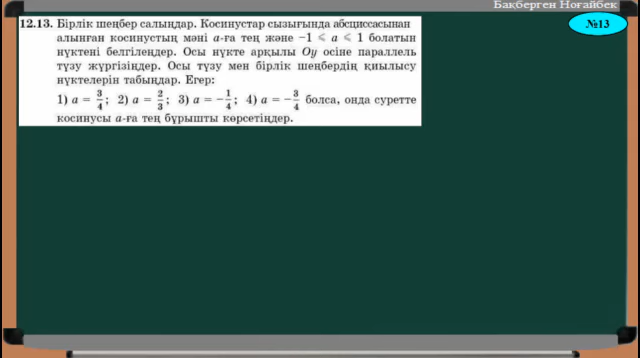 Бақберген Ноғайбек
№13
12.13. Бірлік шеңбер салыңдар. Косинустар сызығында абсциссасынан
алынған косинустың мәні a-ға тең және −1 ⩽ a ⩽ 1 болатын
нүктені белгілеңдер. Осы нүкте арқылы Oy осіне параллель
түзу жүргізіңдер. Осы түзу мен бірлік шеңбердің қиылысу
нүктелерін табыңдар. Егер:
1) a = 3/4; 2) a = 2/3; 3) a = −1/4; 4) a = −3/4 болса, онда суретте
косинусы a-ға тең бұрышты көрсетіңдер.